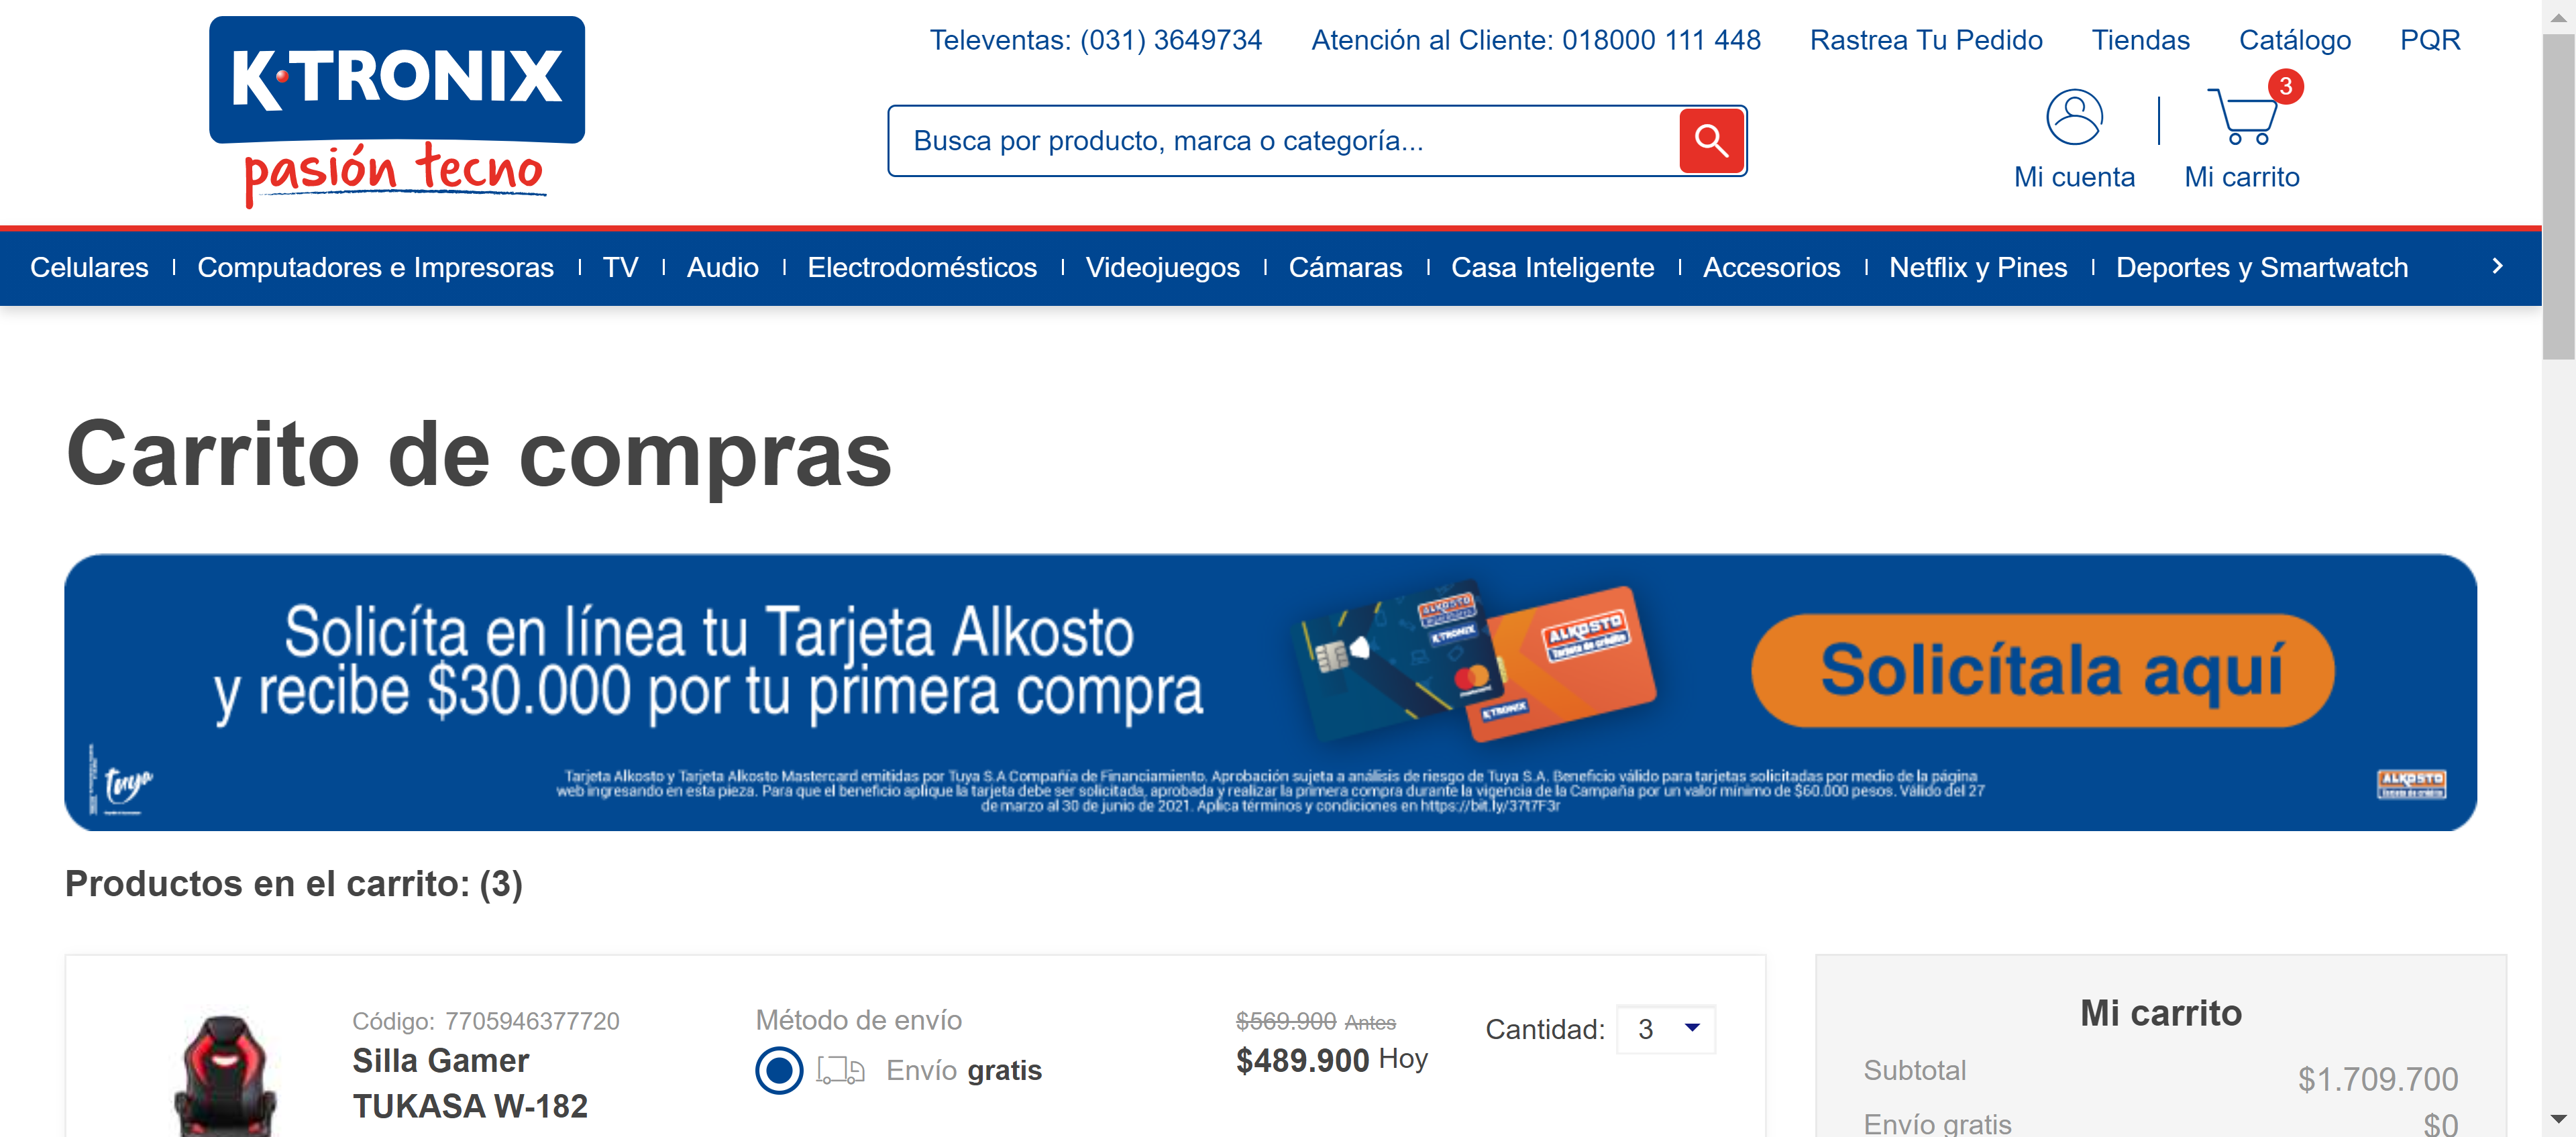 K·TRONIX
pasión tecno
Televentas: (031) 3649734
Atención al Cliente: 018000 111 448
Rastrea Tu Pedido
Tiendas
Catálogo
PQR
Busca por producto, marca o categoría...
3
Mi cuenta
Mi carrito
Celulares
Computadores e Impresoras
TV
Audio
Electrodomésticos
Videojuegos
Cámaras
Casa Inteligente
Accesorios
Netflix y Pines
Deportes y Smartwatch
Carrito de compras
Solicíta en línea tu Tarjeta Alkosto
y recibe $30.000 por tu primera compra
ALKOSTO
K·TRONIX
ALKOSTO
Tarjeta de crédito
K·TRONIX
Solicítala aquí
tuya
Tarjeta Alkosto y Tarjeta Alkosto Mastercard emitidas por Tuya S.A Compañía de Financiamiento. Aprobación sujeta a análisis de riesgo de Tuya S.A. Beneficio válido para tarjetas solicitadas por medio de la página
web ingresando en esta pieza. Para que el beneficio aplique la tarjeta debe ser solicitada, aprobada y realizar la primera compra durante la vigencia de la Campaña por un valor mínimo de $60.000 pesos. Válido del 27
de marzo al 30 de junio de 2021. Aplica términos y condiciones en https://bit.ly/37t7F3r
ALKOSTO
Productos en el carrito: (3)
Código: 7705946377720
Silla Gamer
TUKASA W-182
Método de envío
Envío gratis
$569.900 Antes
$489.900 Hoy
Cantidad: 3
Mi carrito
Subtotal
$1.709.700
Envío gratis
$0